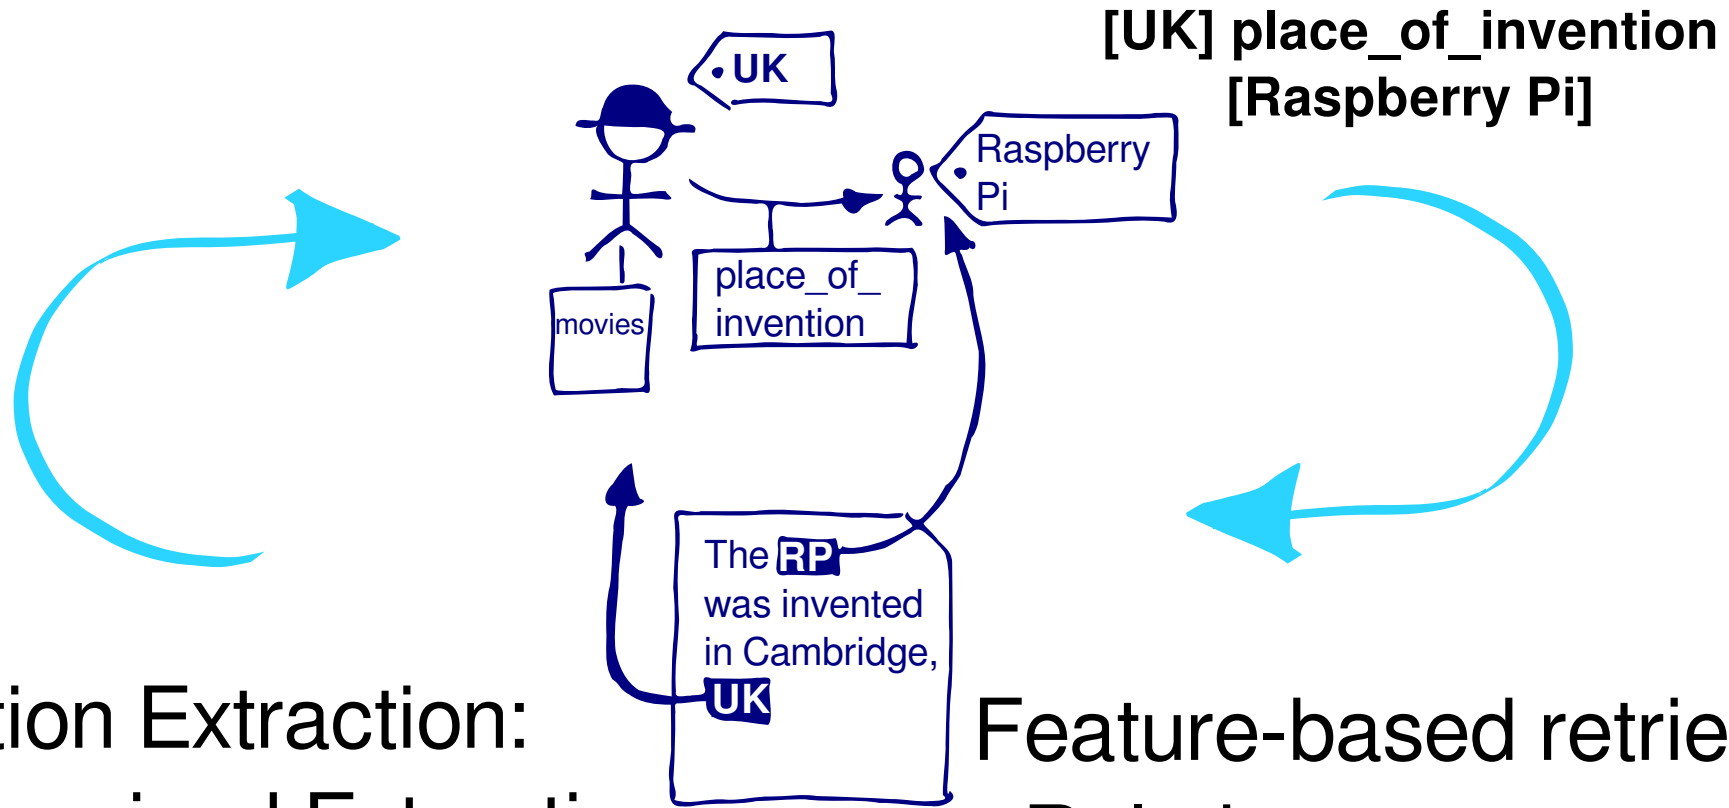 [UK] place_of_invention
[Raspberry Pi]
UK
Raspberry
Pi
place_of_
invention
movies
The RP
was invented
in Cambridge,
UK
tion Extraction:
Feature-based retrie